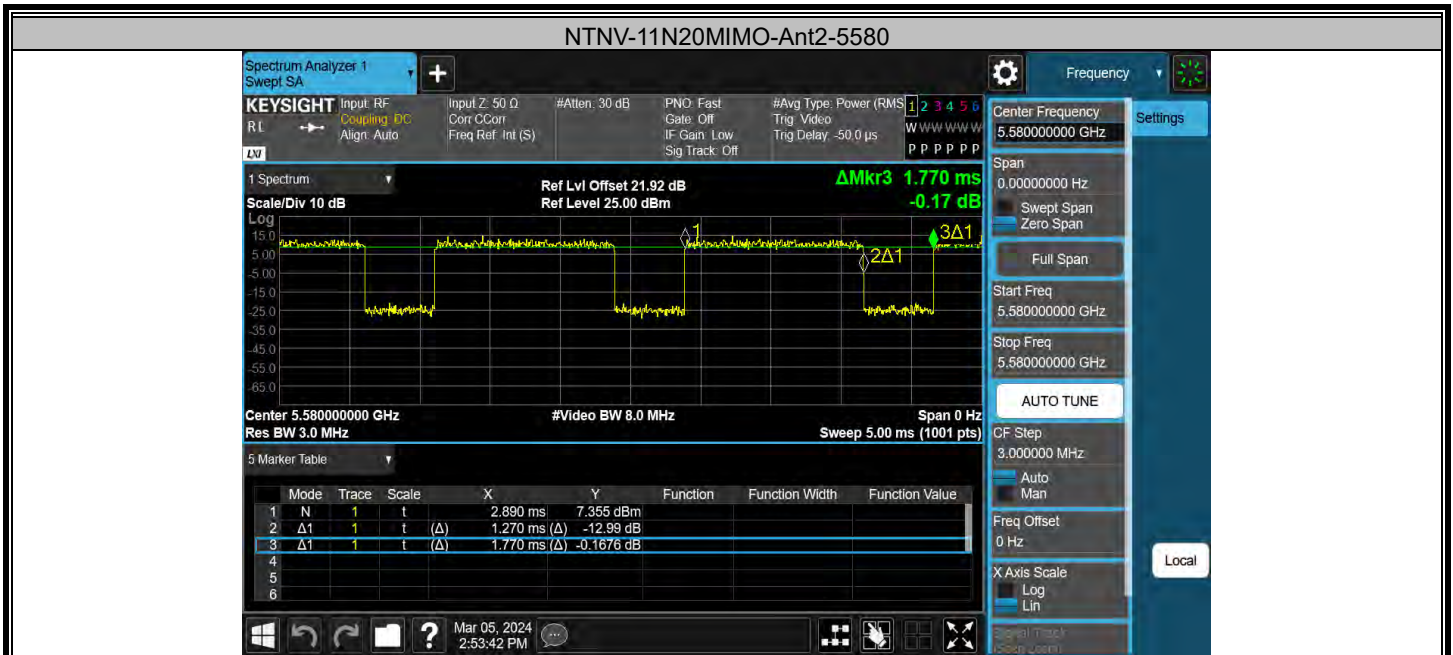 NTNV-11N20MIMO-Ant2-5580
Spectrum Analyzer 1
Swept SA
Frequency
KEYSIGHT Input: RF Input Z: 50 Ω #Atten: 30 dB PNO: Fast #Avg Type: Power (RMS 1 2 3 4 5 6
RL Coupling: DC Corr CCorr Gate: Off Trig: Video W W W W W W
Align: Auto Freq Ref: Int (S) IF Gain: Low Trig Delay: -50.0 µs
Sig Track: Off P P P P P P
LXI
Center Frequency
5.580000000 GHz
Settings
1 Spectrum
Ref Lvl Offset 21.92 dB
ΔMkr3 1.770 ms
Scale/Div 10 dB Ref Level 25.00 dBm -0.17 dB
Span
0.00000000 Hz
Swept Span
Zero Span
Log
15.0
5.00
-5.00
-15.0
-25.0
-35.0
-45.0
-55.0
-65.0
1
2Δ1
3Δ1
Full Span
Start Freq
5.580000000 GHz
Stop Freq
5.580000000 GHz
AUTO TUNE
Center 5.580000000 GHz #Video BW 8.0 MHz Span 0 Hz
Res BW 3.0 MHz Sweep 5.00 ms (1001 pts)
CF Step
3.000000 MHz
Auto
Man
5 Marker Table
Mode Trace Scale X Y Function Function Width Function Value
1 N 1 t 2.890 ms 7.355 dBm
2 Δ1 1 t (Δ) 1.270 ms (Δ) -12.99 dB
3 Δ1 1 t (Δ) 1.770 ms (Δ) -0.1676 dB
4
5
6
Freq Offset
0 Hz
X Axis Scale
Log
Lin
Local
Signal Track
(Span Zoom)
? Mar 05, 2024
2:53:42 PM